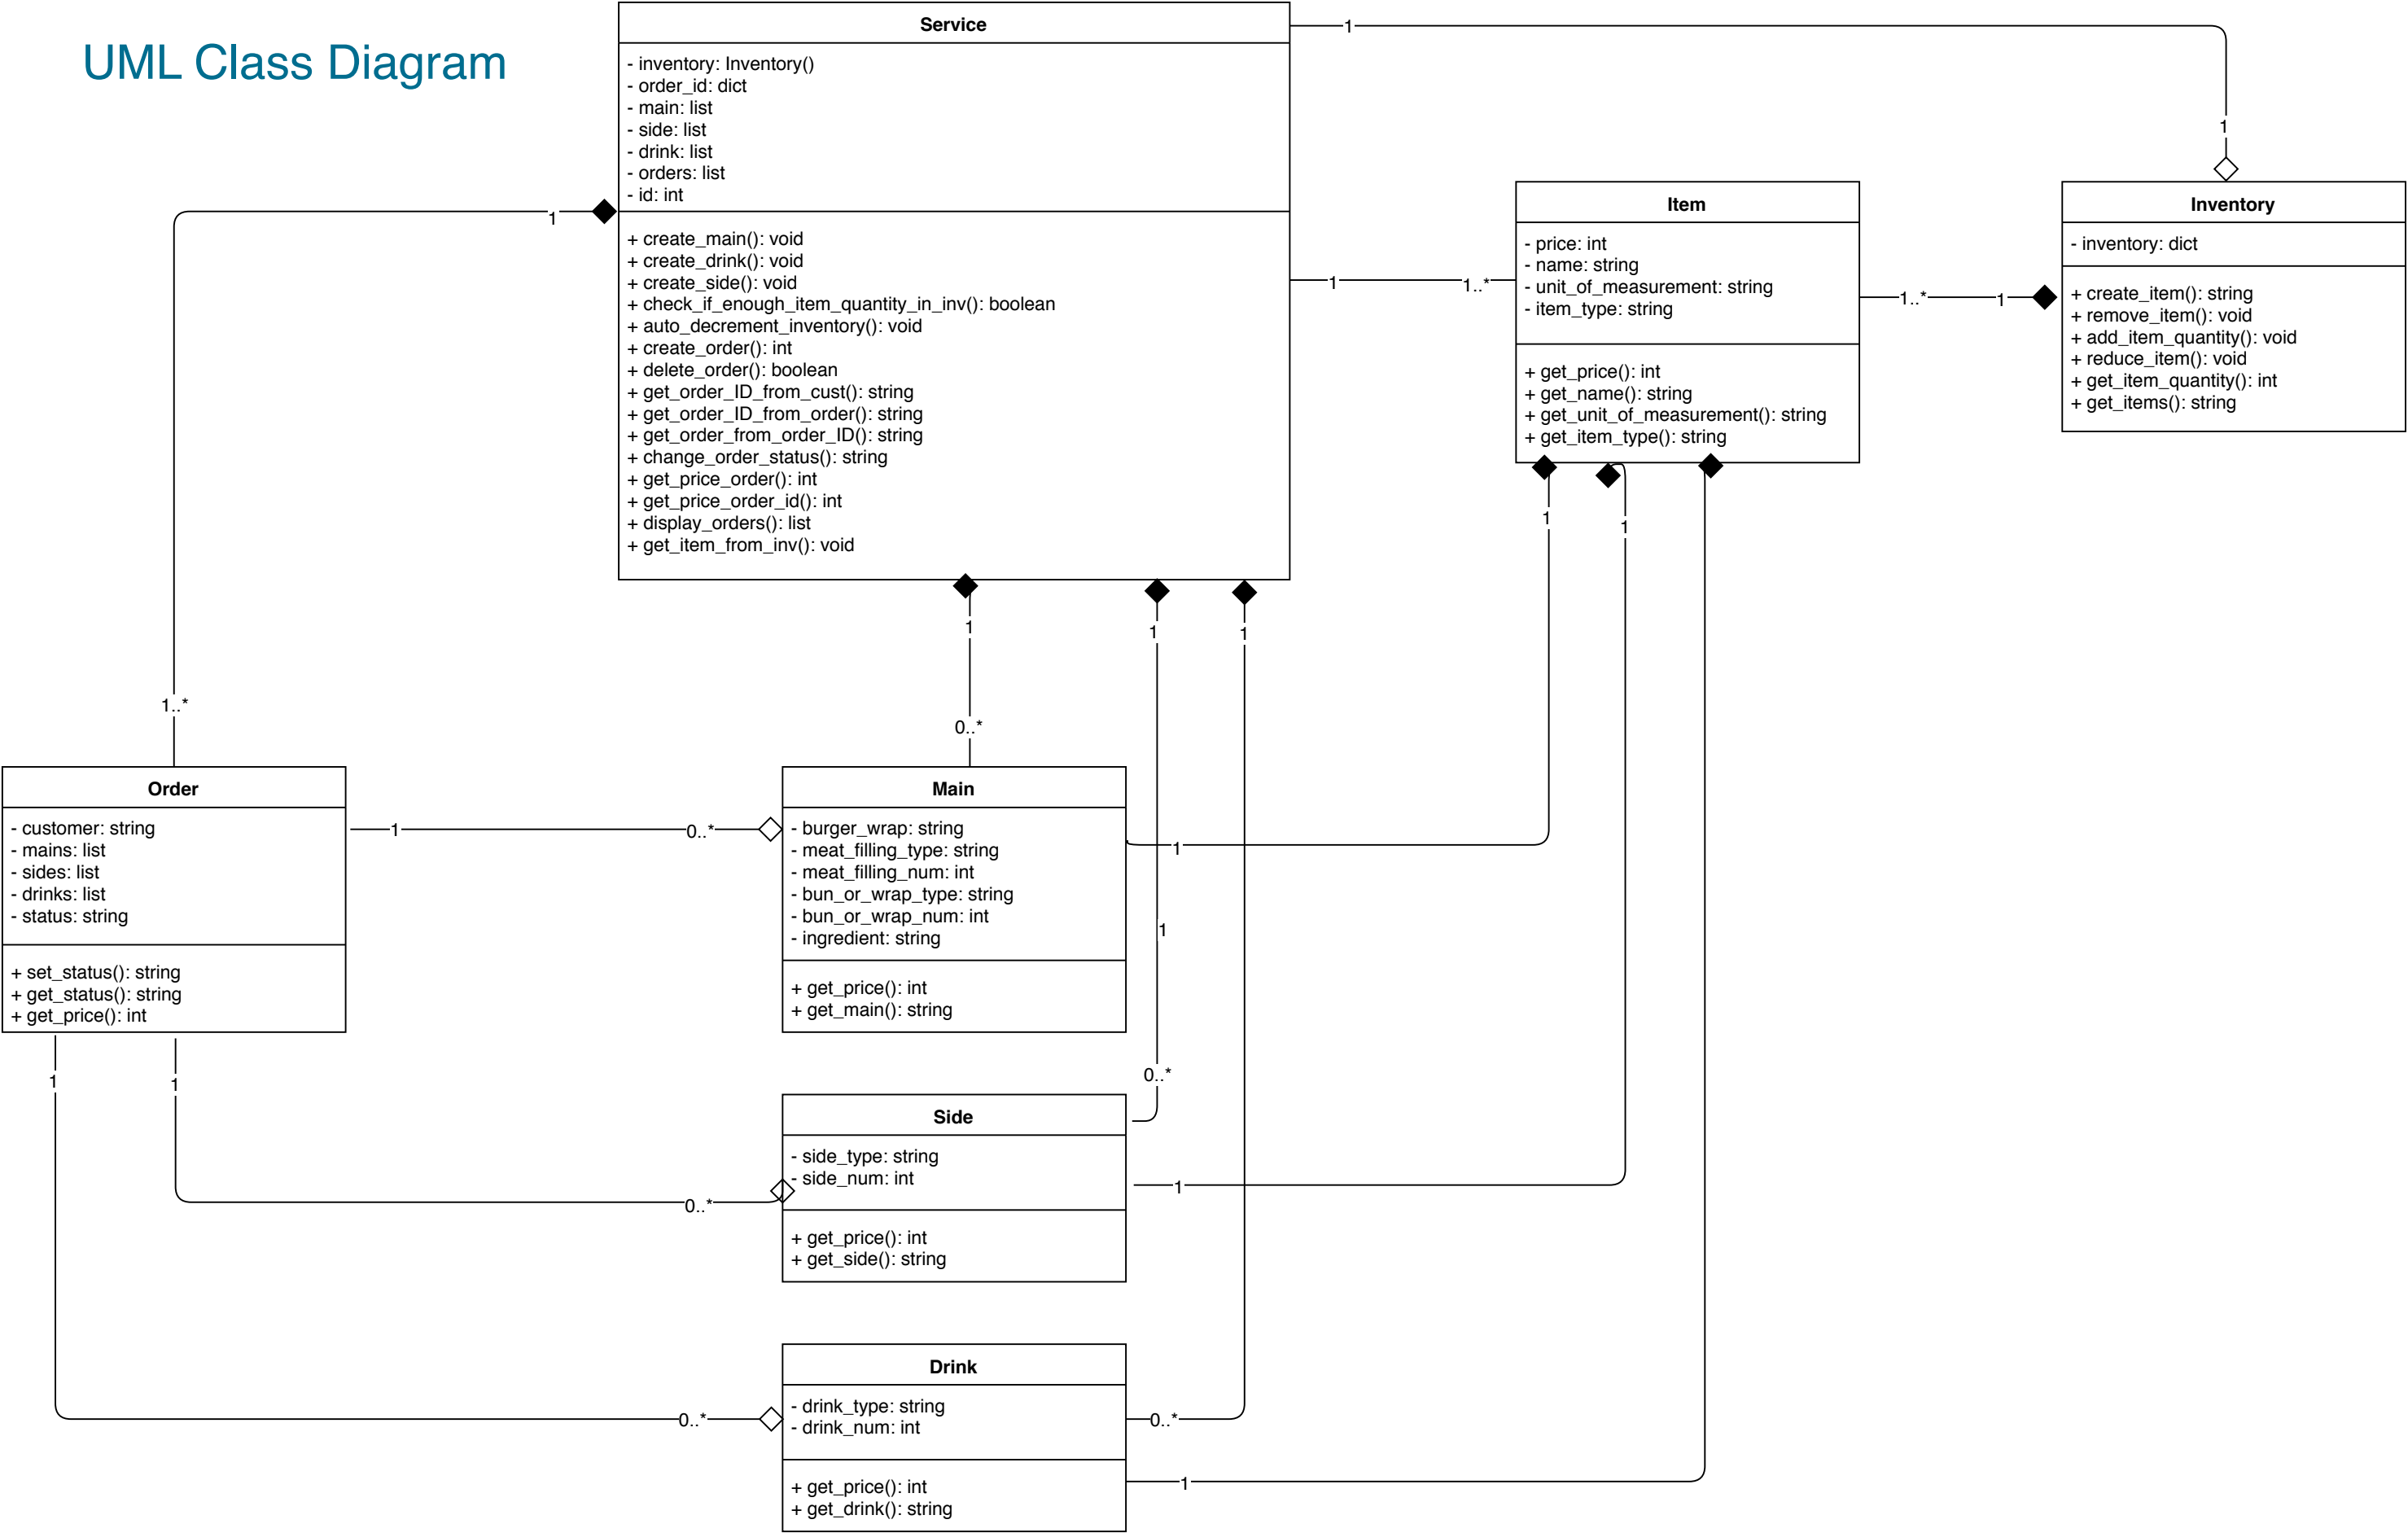 UML Class Diagram
Service
- inventory: Inventory()
- order_id: dict
- main: list
- side: list
- drink: list
- orders: list
- id: int
+ create_main(): void
+ create_drink(): void
+ create_side(): void
+ check_if_enough_item_quantity_in_inv(): boolean
+ auto_decrement_inventory(): void
+ create_order(): int
+ delete_order(): boolean
+ get_order_ID_from_cust(): string
+ get_order_ID_from_order(): string
+ get_order_from_order_ID(): string
+ change_order_status(): string
+ get_price_order(): int
+ get_price_order_id(): int
+ display_orders(): list
+ get_item_from_inv(): void
1
1
1
1..*
1
1..*
Item
- price: int
- name: string
- unit_of_measurement: string
- item_type: string
+ get_price(): int
+ get_name(): string
+ get_unit_of_measurement(): string
+ get_item_type(): string
1..*
1
Inventory
- inventory: dict
+ create_item(): string
+ remove_item(): void
+ add_item_quantity(): void
+ reduce_item(): void
+ get_item_quantity(): int
+ get_items(): string
1
1
1
1
1
0..*
Order
- customer: string
- mains: list
- sides: list
- drinks: list
- status: string
+ set_status(): string
+ get_status(): string
+ get_price(): int
1
0..*
Main
- burger_wrap: string
- meat_filling_type: string
- meat_filling_num: int
- bun_or_wrap_type: string
- bun_or_wrap_num: int
- ingredient: string
+ get_price(): int
+ get_main(): string
1
1
0..*
1
1
0..*
Side
- side_type: string
- side_num: int
+ get_price(): int
+ get_side(): string
1
0..*
Drink
- drink_type: string
- drink_num: int
+ get_price(): int
+ get_drink(): string
0..*
1